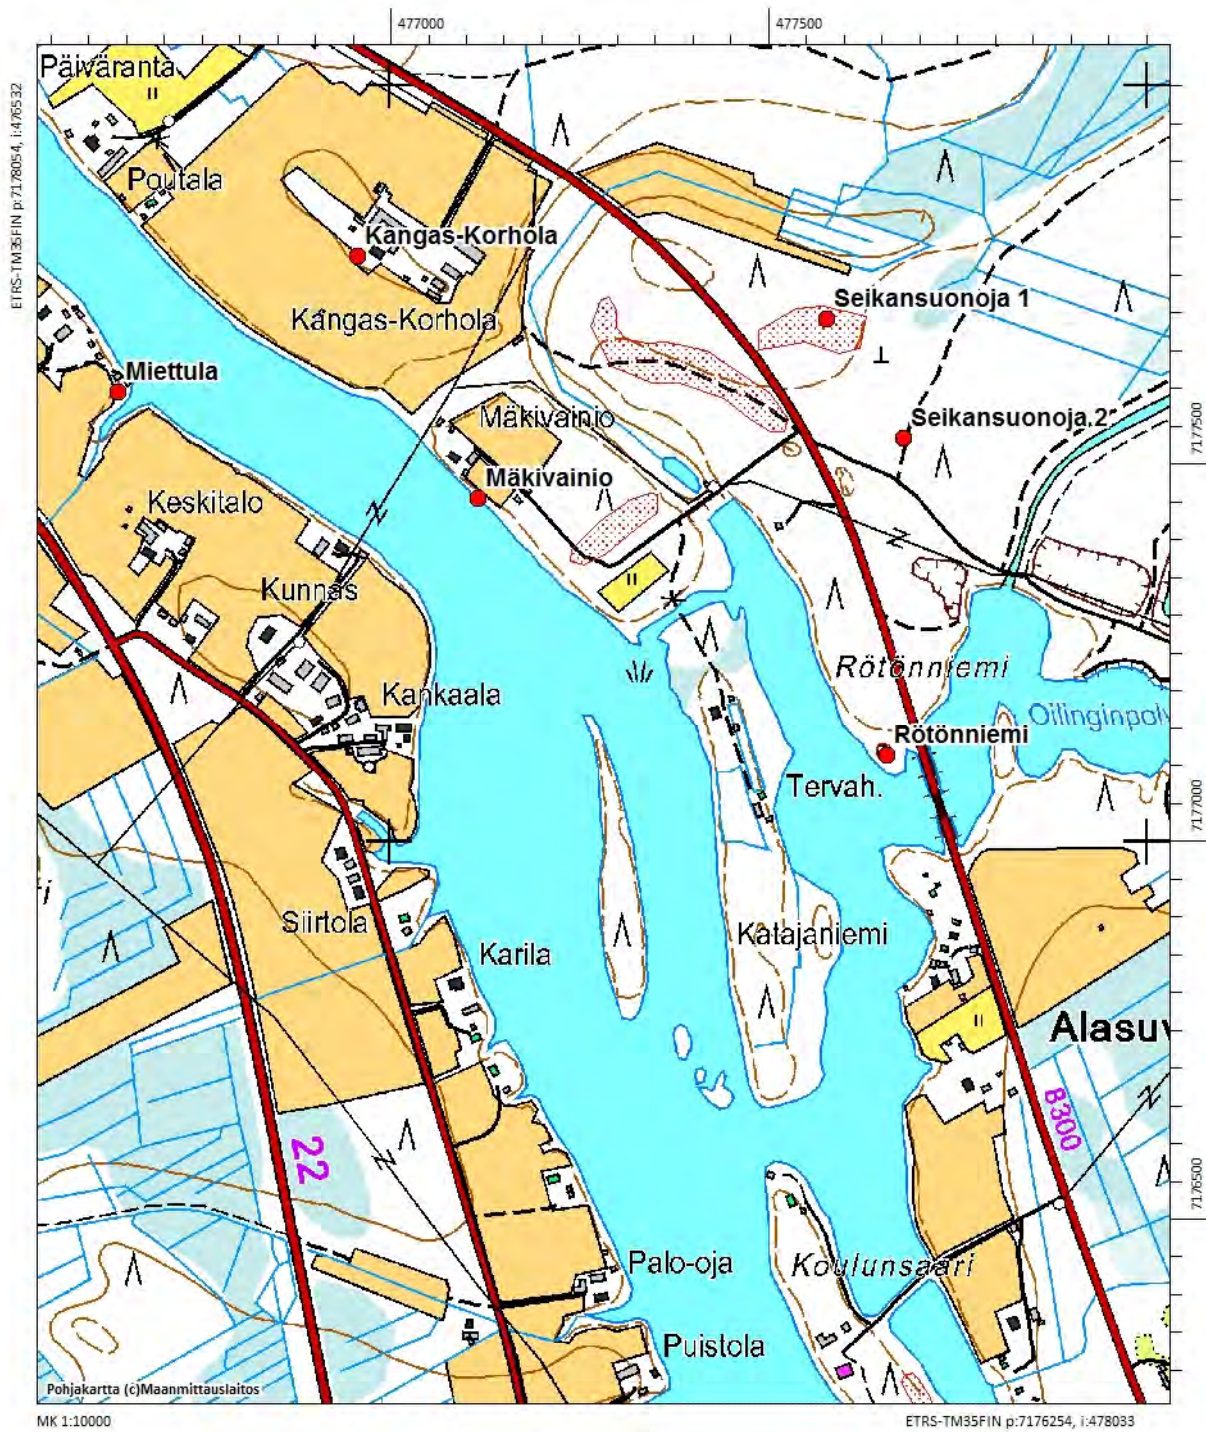 477000
477500
ETRS-TM35FIN p:7178054, i:476532
Päiväranta
Poutala
Kangas-Korhola
Kangas-Korhola
Seikansuonoja 1
Miettula
Seikansuonoja 2
7177500
Mäkivainio
Mäkivainio
Keskitalo
Kunnas
Rötönniemi
Kankaala
Oilinginpolv
Rötönniemi
Tervah.
7177000
Siirtola
Katajaniemi
Karila
Alasuv
8300
22
7176500
Palo-oja
Koulunsaari
Puistola
Pohjakartta (c)Maanmittauslaitos
MK 1:10000
ETRS-TM35FIN p:7176254, i:478033